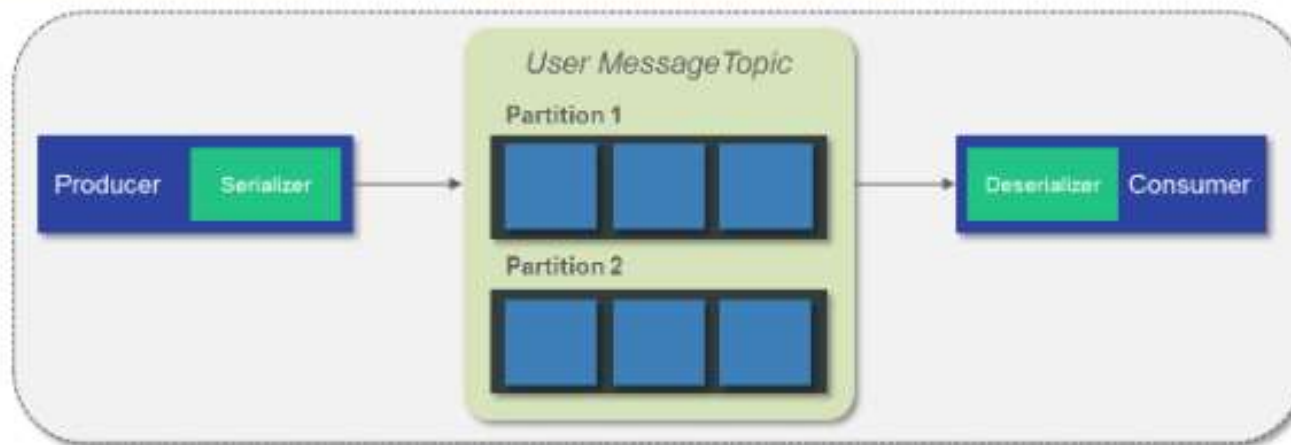 User MessageTopic
Partition 1
Producer
Serializer
Deserializer
Consumer
Partition 2